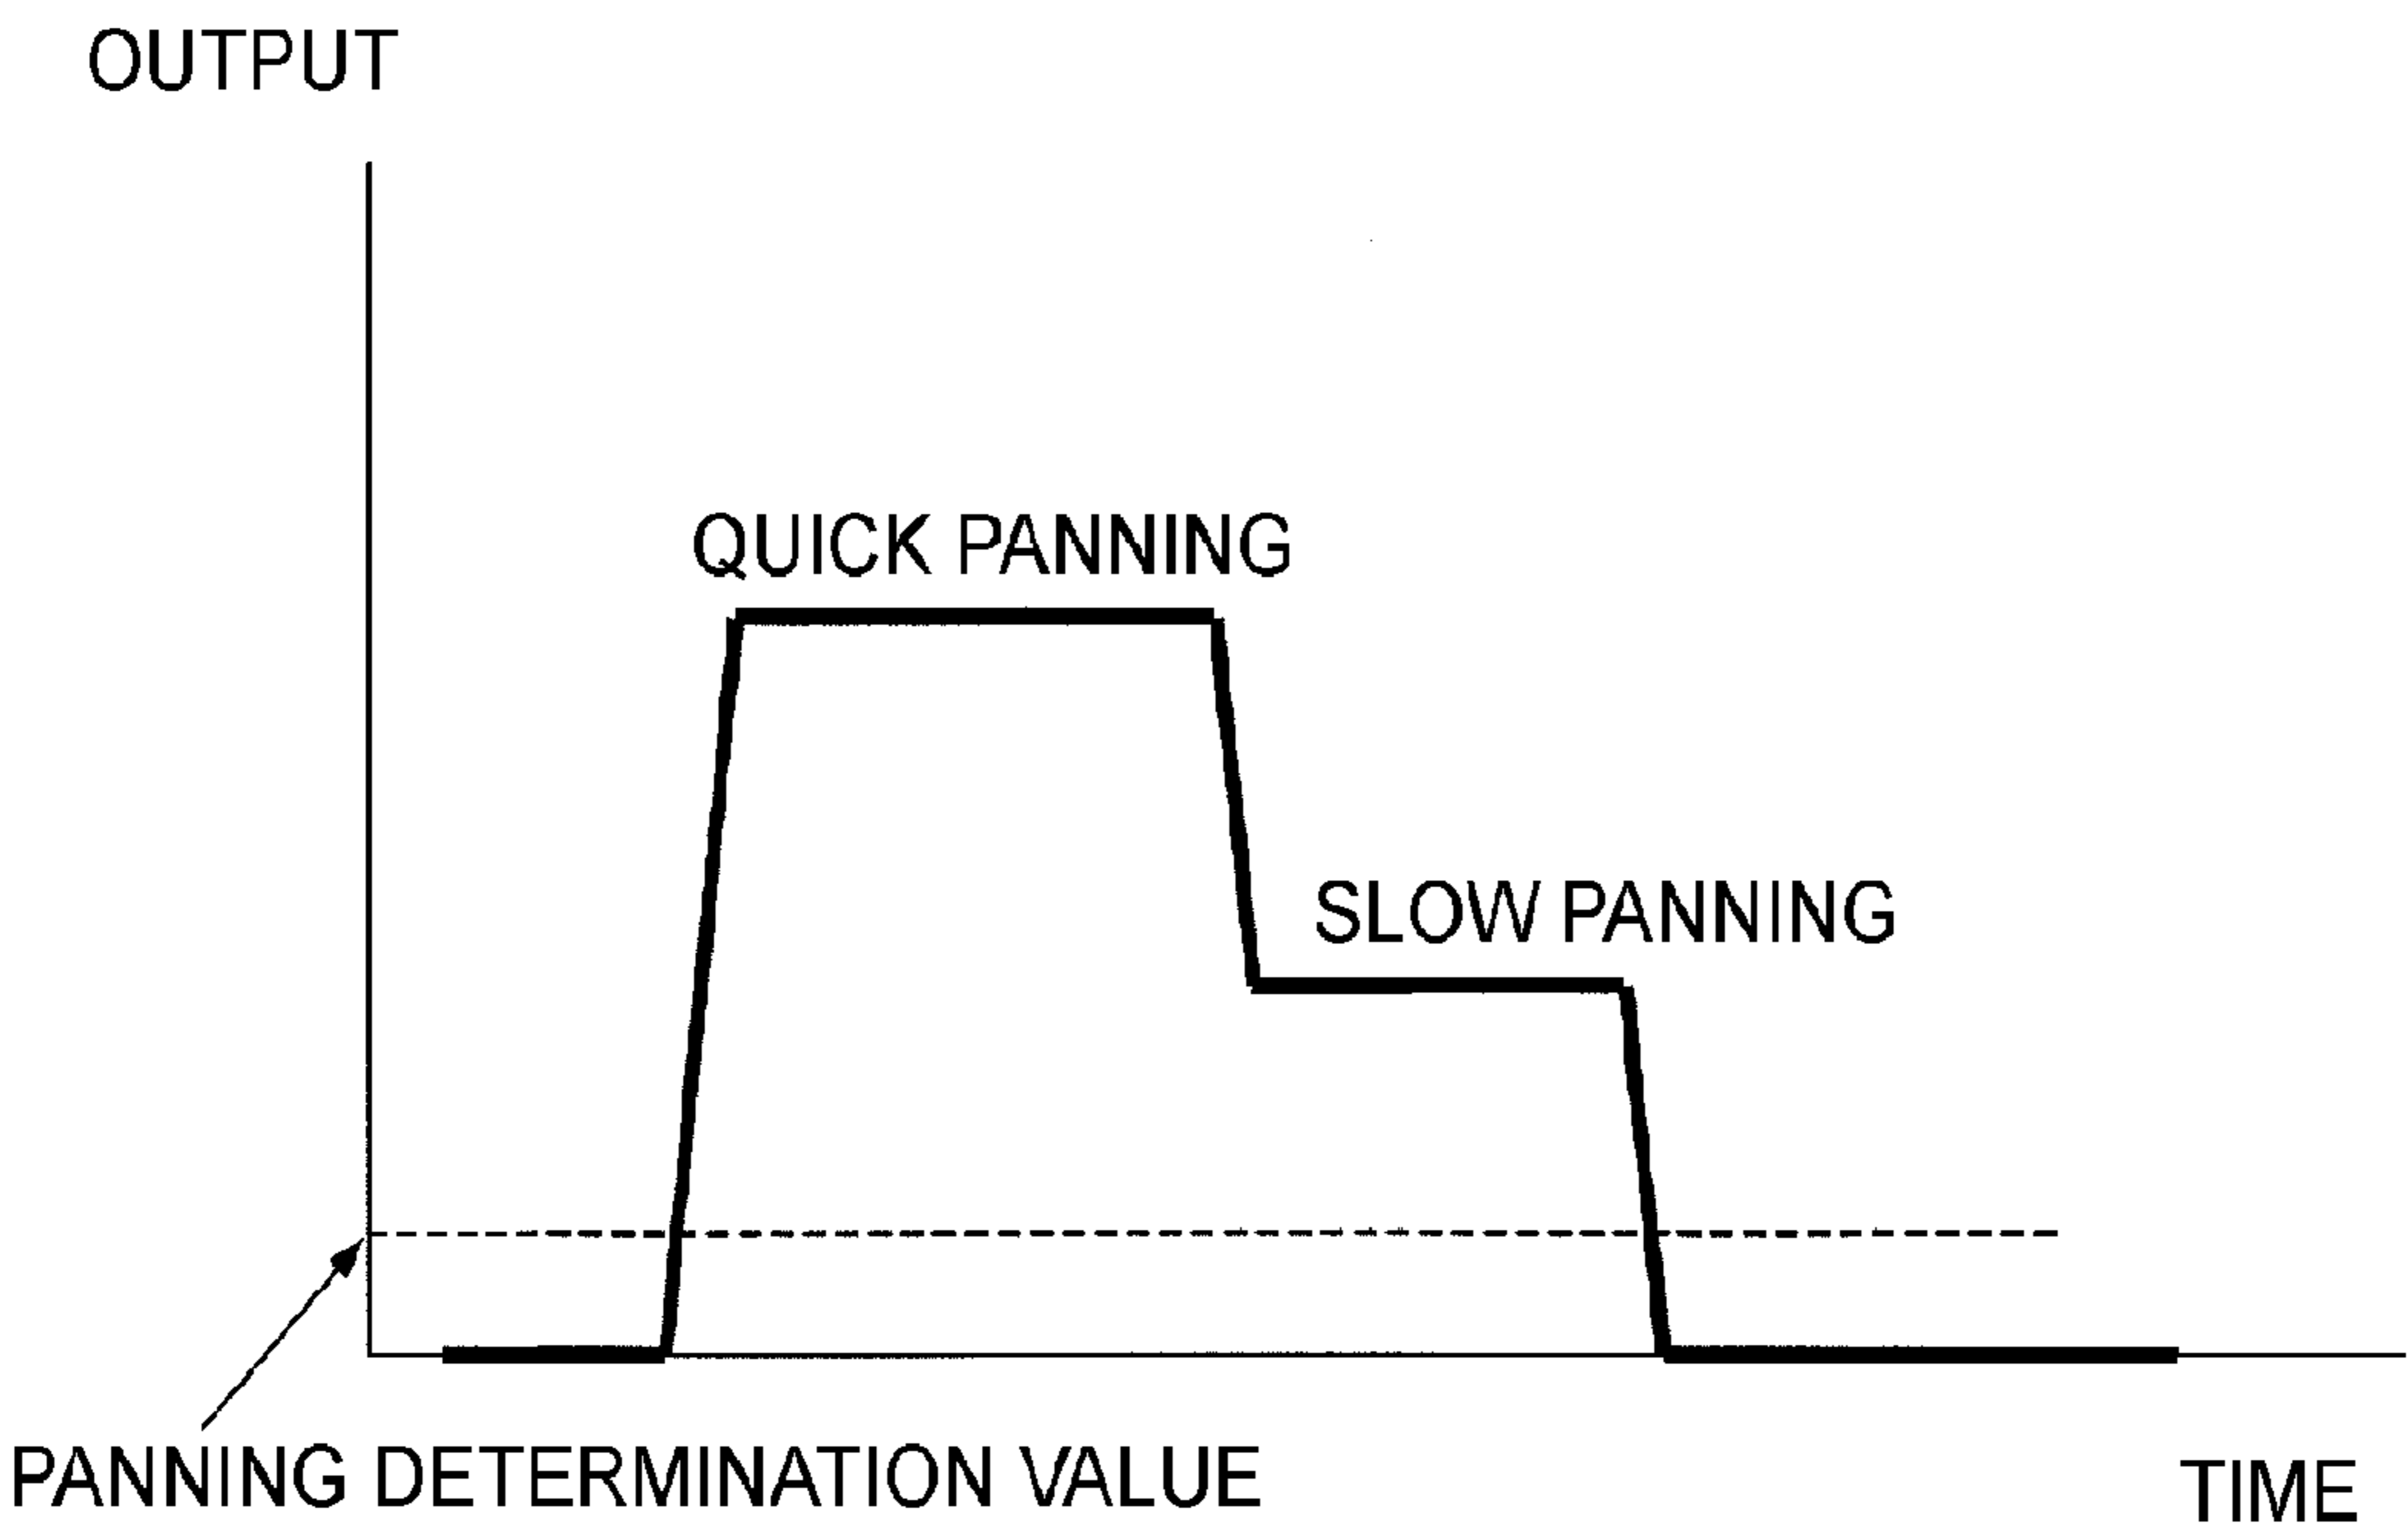 OUTPUT
QUICK PANNING
SLOW PANNING
PANNING DETERMINATION VALUE
TIME